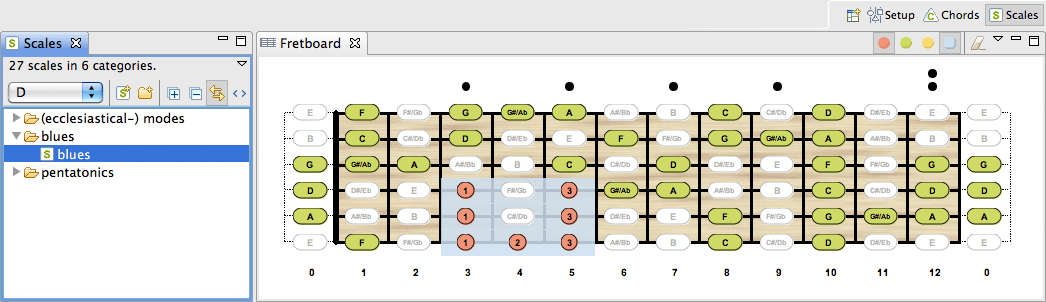 Setup Chords Scales
Scales
27 scales in 6 categories.
D
(ecclesiastical-) modes
blues
blues
pentatonics
Fretboard
E F F#/Gb G G#/Ab A A#/Bb B C C#/Db D D#/Eb E E
B C C#/Db D D#/Eb E F F#/Gb G G#/Ab A A#/Bb B B
G G#/Ab A A#/Bb B C C#/Db D D#/Eb E F F#/Gb G G
D D#/Eb E 1 F#/Gb 3 G#/Ab A A#/Bb B C C#/Db D D
A A#/Bb B 1 C#/Db 3 D#/Eb E F F#/Gb G G#/Ab A A
E F F#/Gb 1 2 3 A#/Bb B C C#/Db D D#/Eb E E
0 1 2 3 4 5 6 7 8 9 10 11 12 0